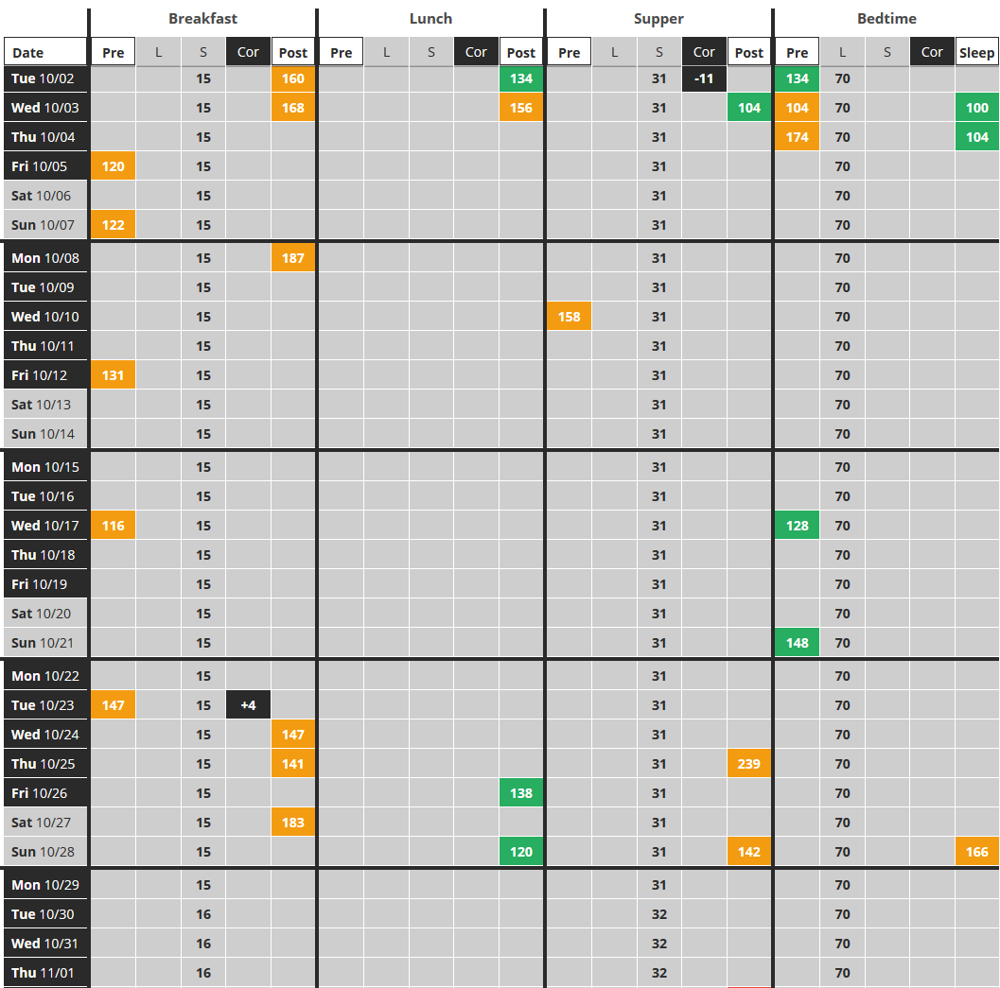 Breakfast Lunch Supper Bedtime
Date Pre L S Cor Post Pre L S Cor Post Pre L S Cor Post Pre L S Cor Sleep
Tue 10/02 15 160 134 31 -11 134 70
Wed 10/03 15 168 156 31 104 104 70 100
Thu 10/04 15 31 174 70 104
Fri 10/05 120 15 31 70
Sat 10/06 15 31 70
Sun 10/07 122 15 31 70
Mon 10/08 15 187 31 70
Tue 10/09 15 31 70
Wed 10/10 15 158 31 70
Thu 10/11 15 31 70
Fri 10/12 131 15 31 70
Sat 10/13 15 31 70
Sun 10/14 15 31 70
Mon 10/15 15 31 70
Tue 10/16 15 31 70
Wed 10/17 116 15 31 128 70
Thu 10/18 15 31 70
Fri 10/19 15 31 70
Sat 10/20 15 31 70
Sun 10/21 15 31 148 70
Mon 10/22 15 31 70
Tue 10/23 147 15 +4 31 70
Wed 10/24 15 147 31 70
Thu 10/25 15 141 31 239 70
Fri 10/26 15 138 31 70
Sat 10/27 15 183 31 70
Sun 10/28 15 120 31 142 70 166
Mon 10/29 15 31 70
Tue 10/30 16 32 70
Wed 10/31 16 32 70
Thu 11/01 16 32 70